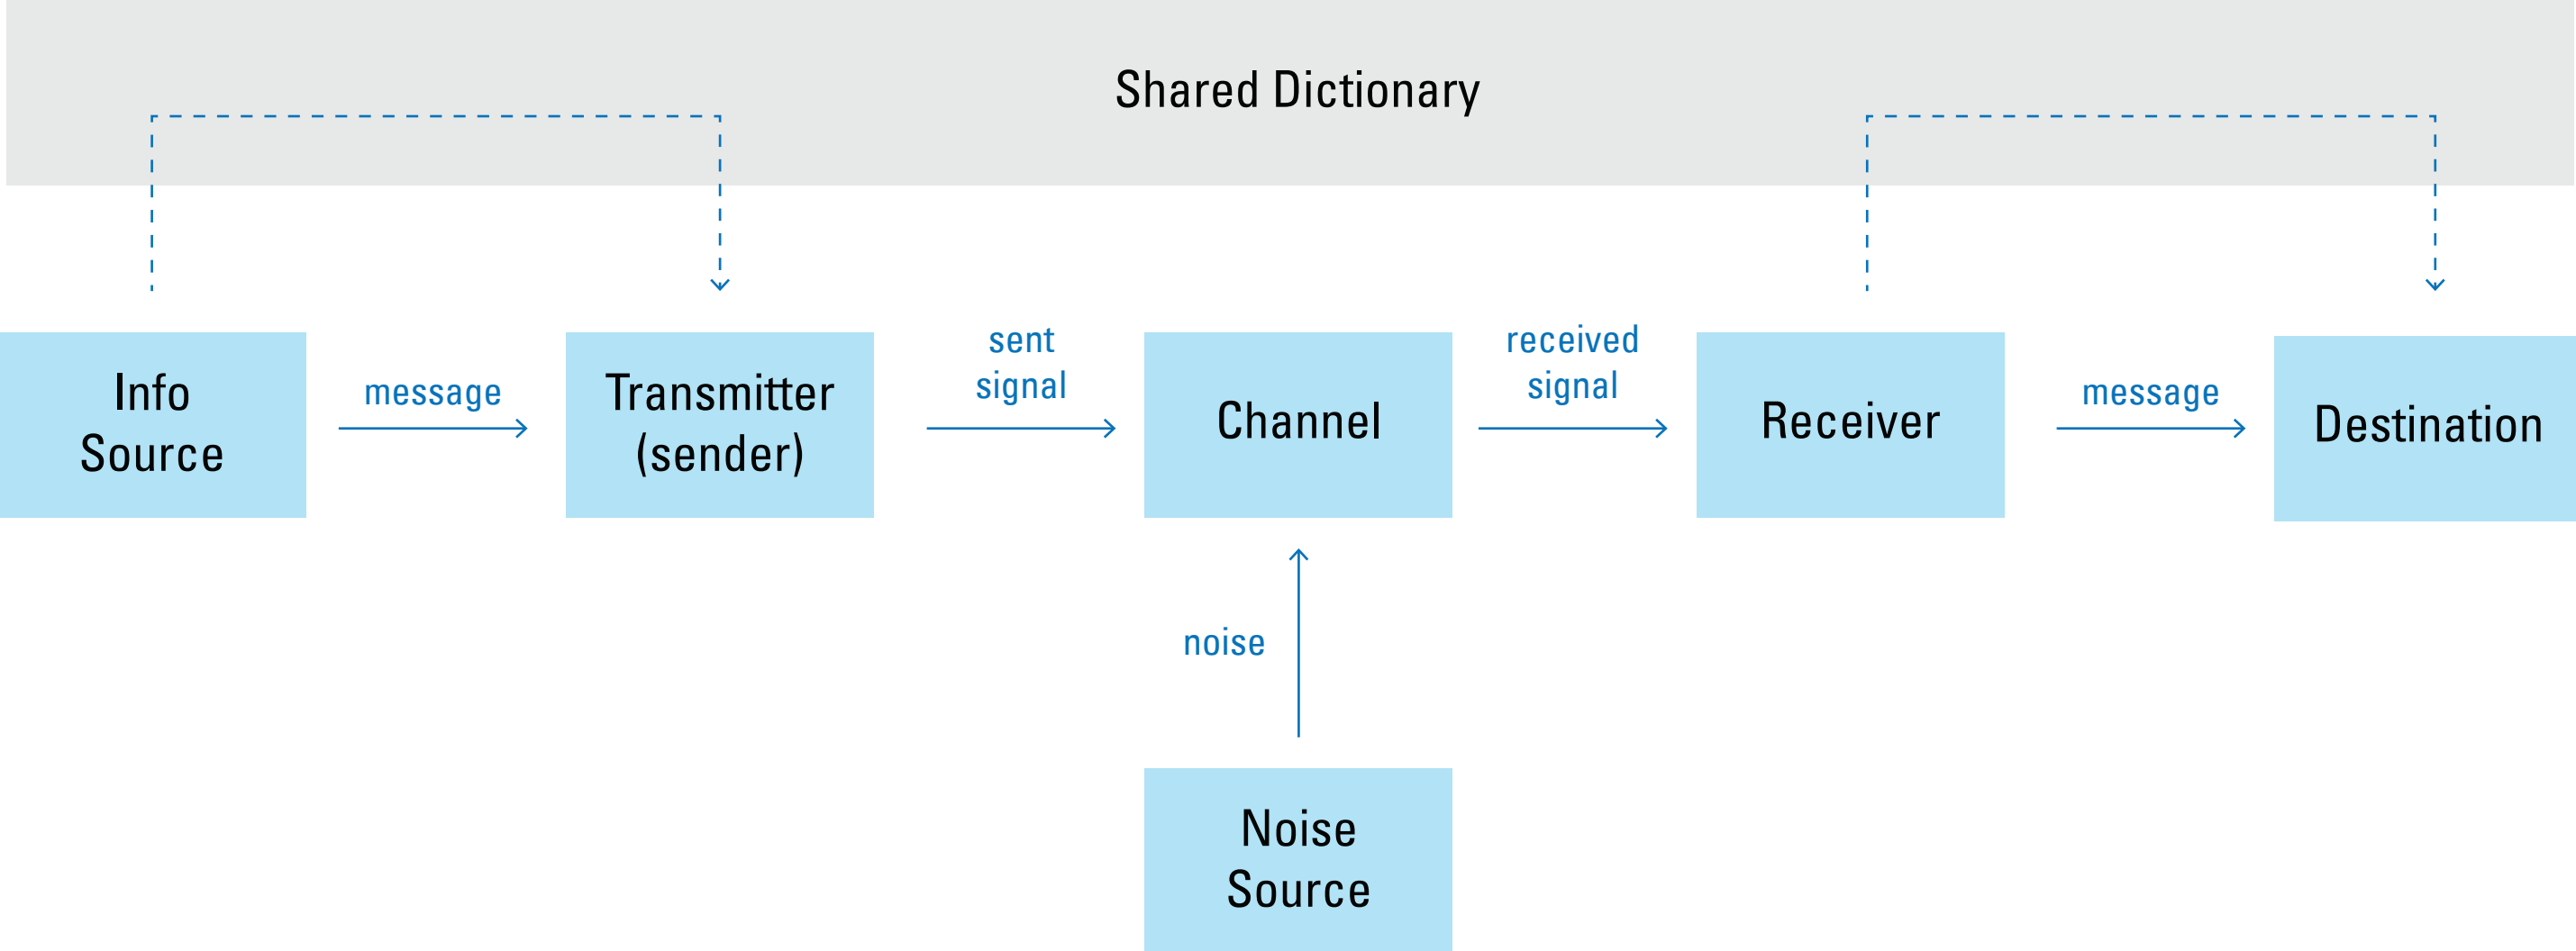 Shared Dictionary
Info
Source
message
Transmitter
(sender)
sent
signal
Channel
received
signal
Receiver
message
Destination
noise
Noise
Source